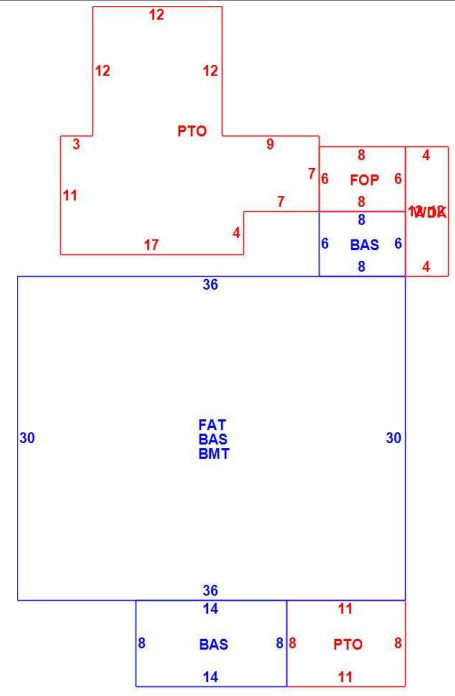 12
12 12
PTO
3 9
8 4
7 6 FOP 6
11
7 8
12 WDK 12
8
4
17
6 BAS 6
8 4
36
30 30
FAT
BAS
BMT
36
14 11
8 BAS 8 8 PTO 8
14 11